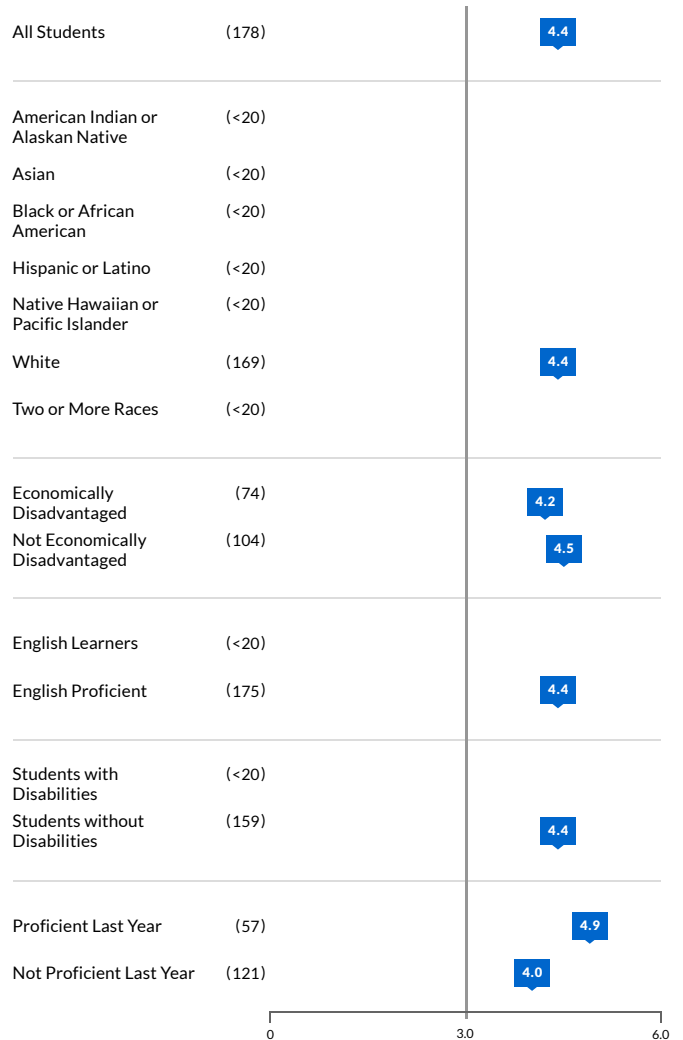 All Students (178) 4.4
American Indian or (<20)
Alaskan Native
Asian (<20)
Black or African (<20)
American
Hispanic or Latino (<20)
Native Hawaiian or (<20)
Pacific Islander
White (169) 4.4
Two or More Races (<20)
Economically (74) 4.2
Disadvantaged
Not Economically (104) 4.5
Disadvantaged
English Learners (<20)
English Proficient (175) 4.4
Students with (<20)
Disabilities
Students without (159) 4.4
Disabilities
Proficient Last Year (57) 4.9
Not Proficient Last Year (121) 4.0
0 3.0 6.0